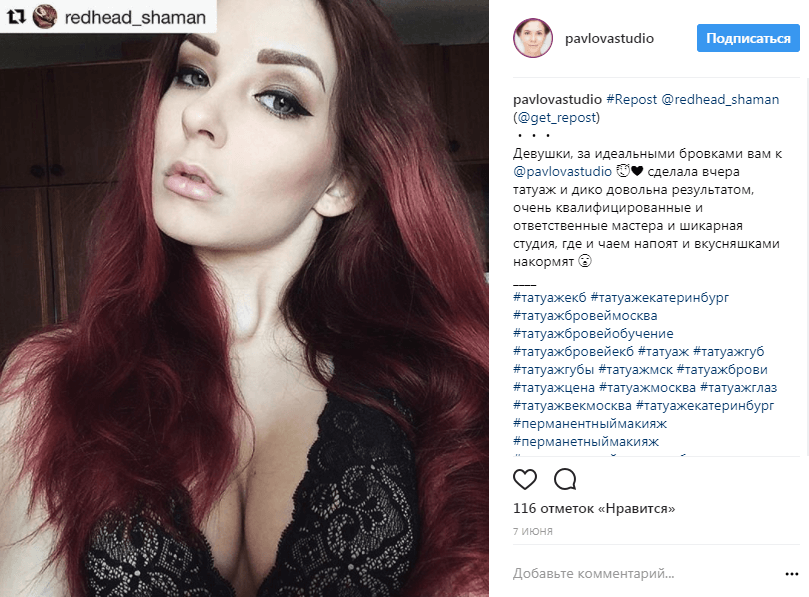 redhead_shaman
pavlovastudio
Подписаться
pavlovastudio #Repost @redhead_shaman
(@get_repost)
・・・
Девушки, за идеальными бровками вам к
@pavlovastudio 😇❤ сделала вчера
татуаж и дико довольна результатом,
очень квалифицированные и
ответственные мастера и шикарная
студия, где и чаем напоят и вкусняшками
накормят 😮
____
#татуажекб #татуажекатеринбург
#татуажбровеймосква
#татуажбровейобучение
#татуажбровейекб #татуаж #татуажгуб
#татуажгубы #татуажмск #татуажброви
#татуажцена #татуажмосква #татуажглаз
#татуажвекмосква #татуажекатеринбург
#перманентныймакияж
#перманетныймакияж
116 отметок «Нравится»
7 ИЮНЯ
Добавьте комментарий...